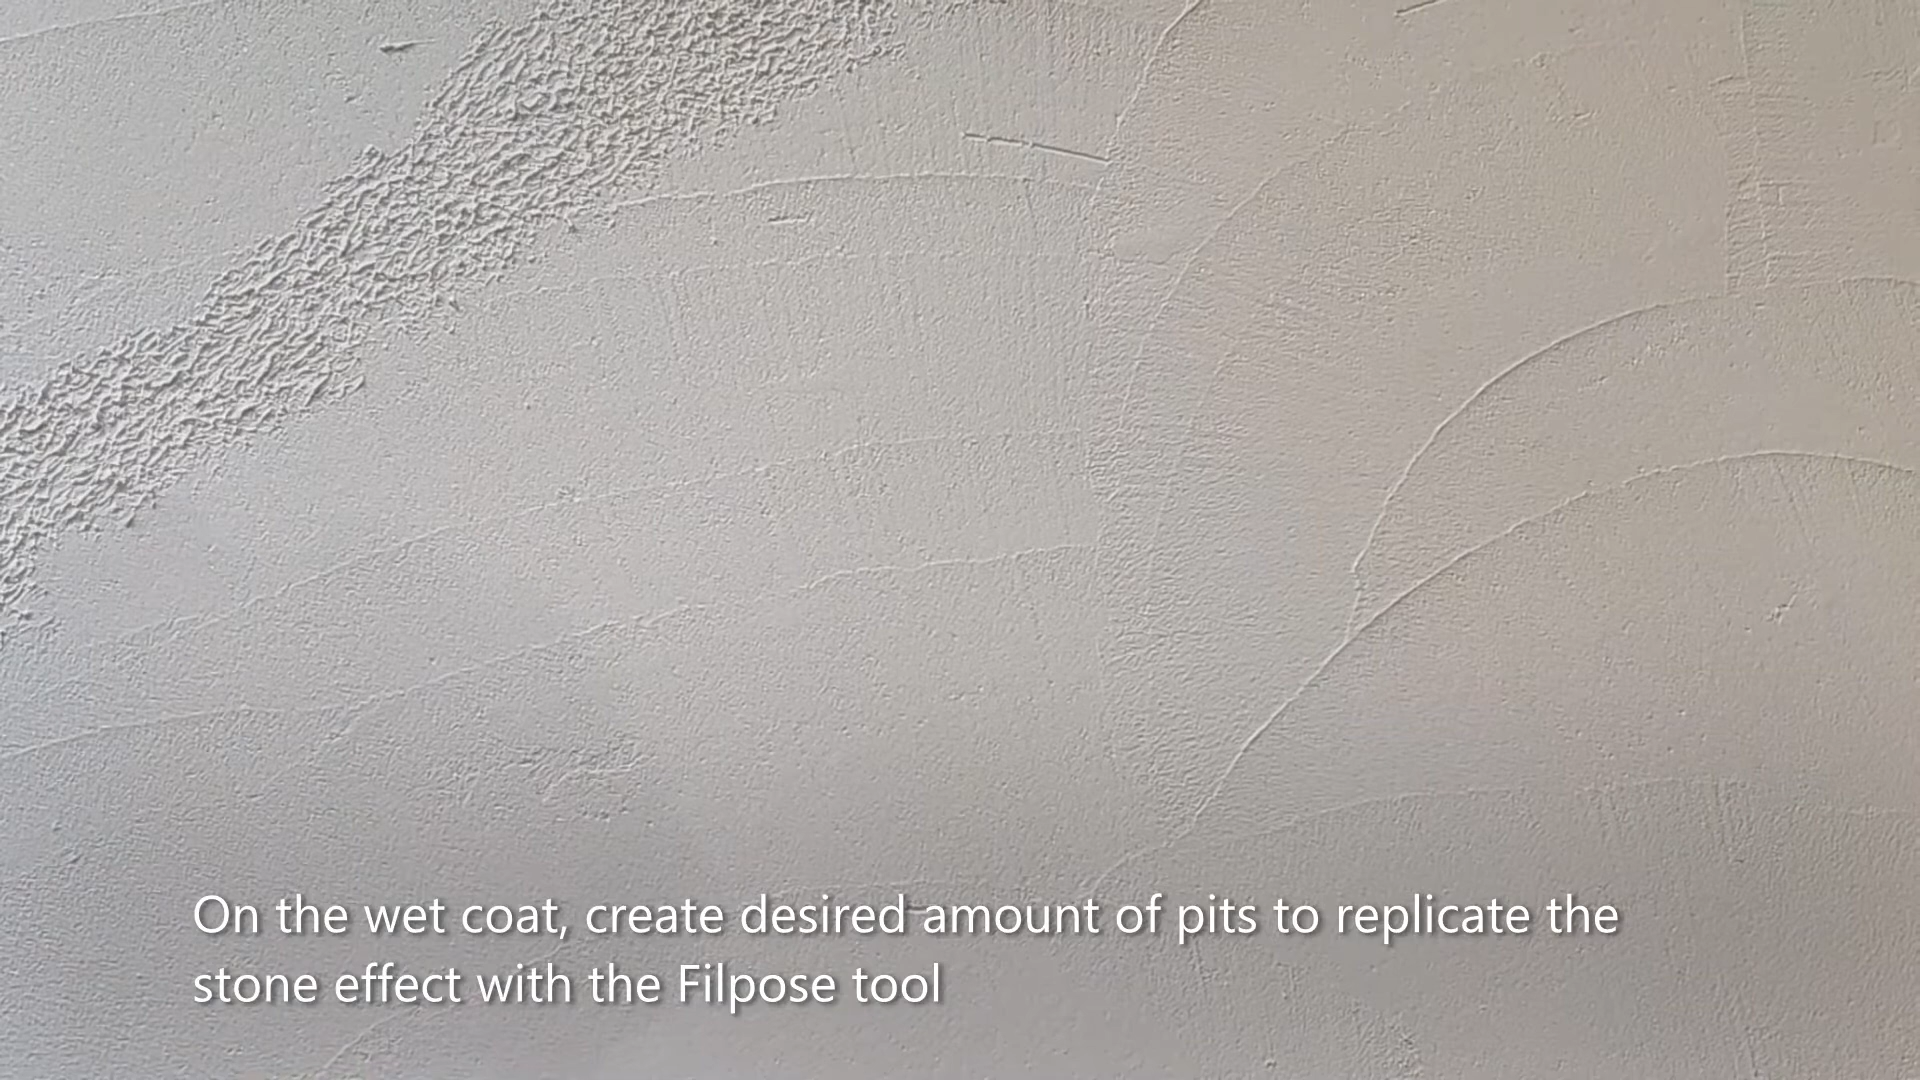 On the wet coat, create desired amount of pits to replicate the
stone effect with the Filpose tool